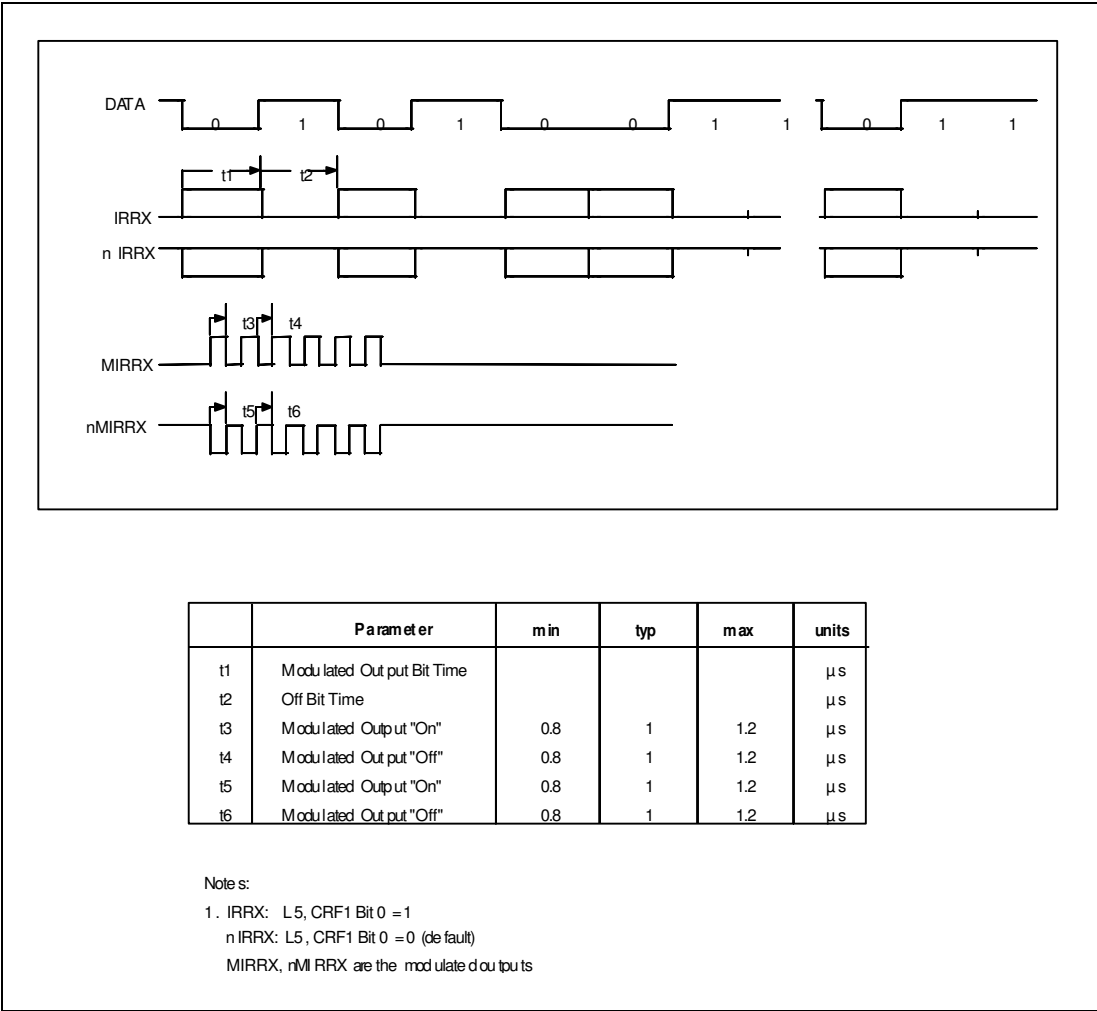 DATA 0 1 0 1 0 0 1 1 0 1 1
t1 t2
IRRX
n IRRX
t3 t4
MIRRX
t5 t6
nMIRRX
Parameter min typ max units
t1 Modulated Output Bit Time µs
t2 Off Bit Time µs
t3 Modulated Output "On" 0.8 1 1.2 µs
t4 Modulated Output "Off" 0.8 1 1.2 µs
t5 Modulated Output "On" 0.8 1 1.2 µs
t6 Modulated Output "Off" 0.8 1 1.2 µs
Notes:
1. IRRX: L5, CRF1 Bit 0 = 1
nIRRX: L5, CRF1 Bit 0 = 0 (default)
MIRRX, nMIRRX are the modulated outputs